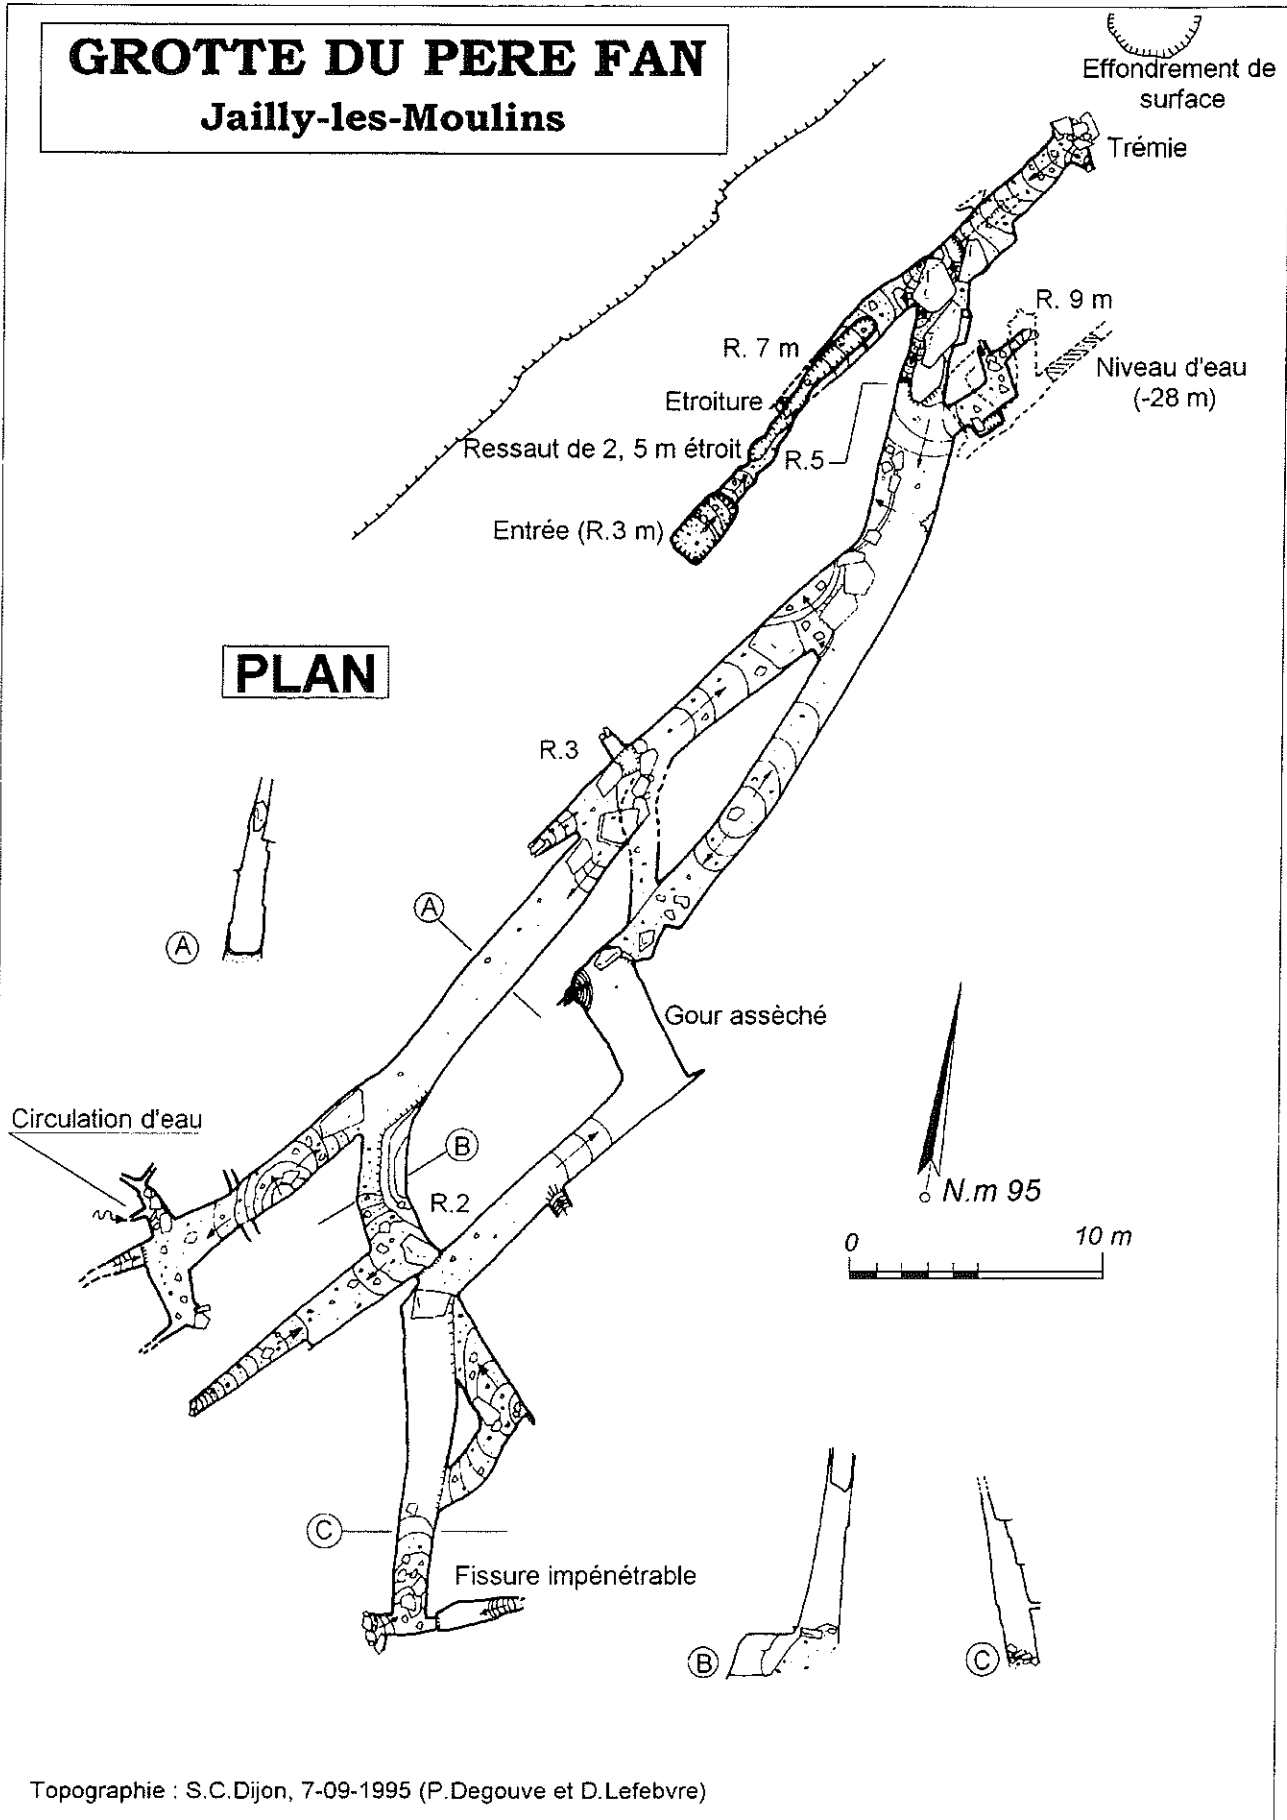 GROTTE DU PERE FAN
Jailly-les-Moulins
Effondrement de
surface
Trémie
R. 9 m
R. 7 m
Niveau d'eau
(-28 m)
Etroiture
Ressaut de 2, 5 m étroit
R.5
Entrée (R.3 m)
PLAN
R.3
A
A
Gour assèché
Circulation d'eau
B
R.2
N.m 95
0 10 m
C
Fissure impénétrable
B
C
Topographie : S.C.Dijon, 7-09-1995 (P.Degouve et D.Lefebvre)